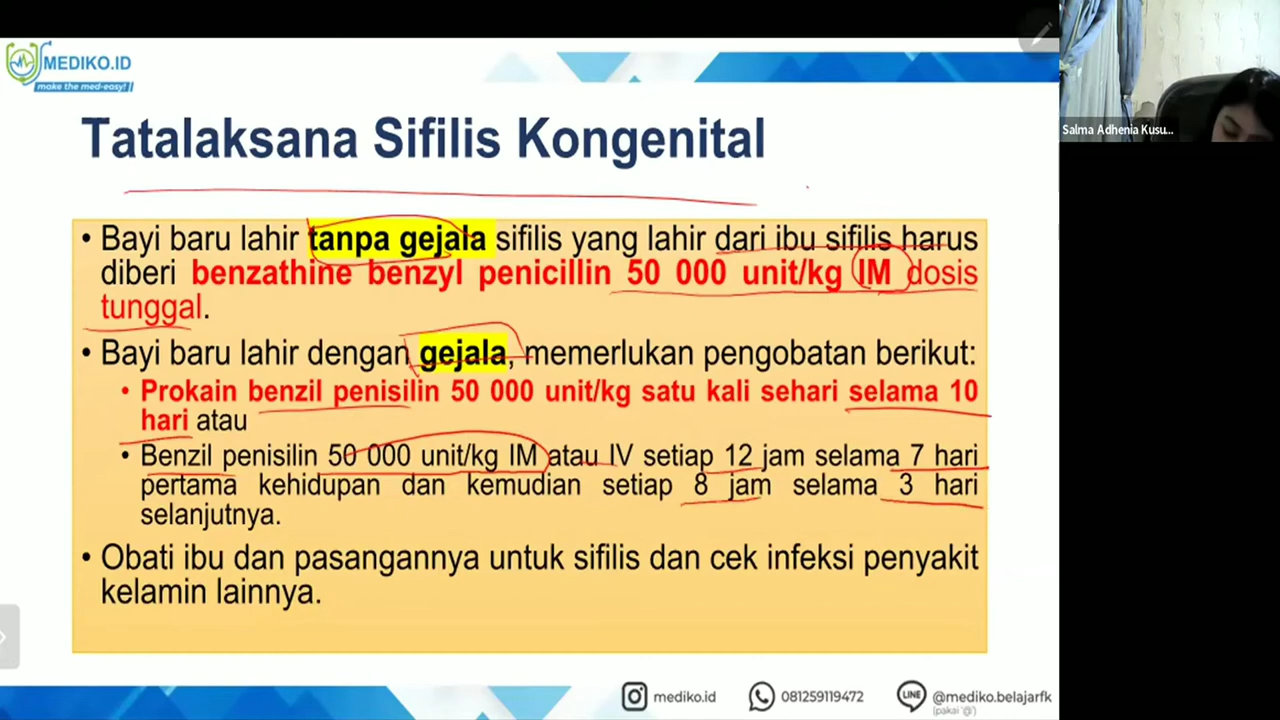 MEDIKO.ID
make the med-easy!
Salma Adhenia Kusu...
Tatalaksana Sifilis Kongenital
• Bayi baru lahir tanpa gejala sifilis yang lahir dari ibu sifilis harus
diberi benzathine benzyl penicillin 50 000 unit/kg IM dosis
tunggal.
• Bayi baru lahir dengan gejala, memerlukan pengobatan berikut:
• Prokain benzil penisilin 50 000 unit/kg satu kali sehari selama 10
hari atau
• Benzil penisilin 50 000 unit/kg IM atau IV setiap 12 jam selama 7 hari
pertama kehidupan dan kemudian setiap 8 jam selama 3 hari
selanjutnya.
• Obati ibu dan pasangannya untuk sifilis dan cek infeksi penyakit
kelamin lainnya.
mediko.id
081259119472
LINE
@mediko.belajarfk
(pakai '@')